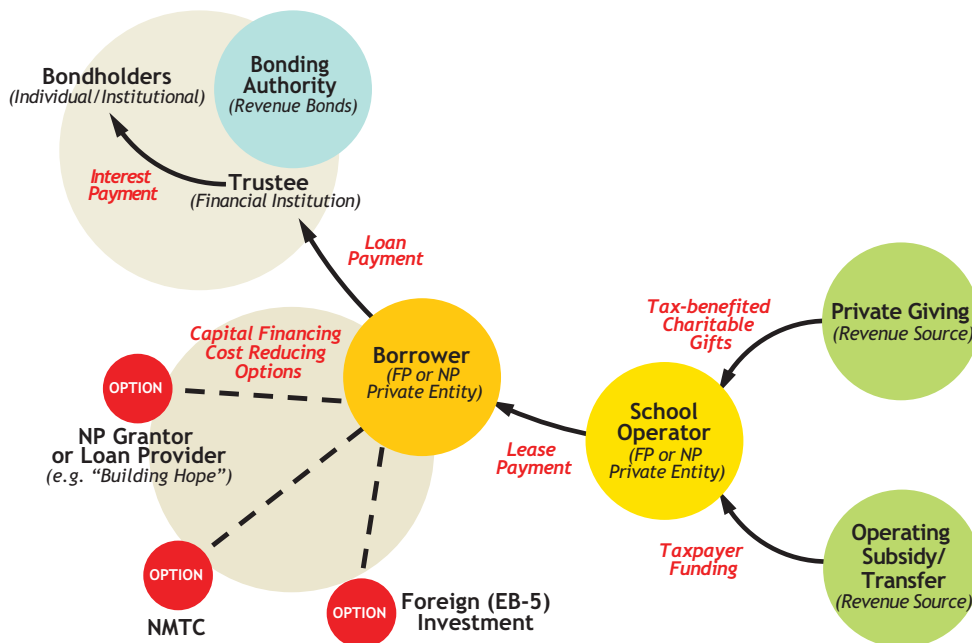 Bondholders
(Individual/Institutional)
Bonding
Authority
(Revenue Bonds)
Interest
Payment
Trustee
(Financial Institution)
Loan
Payment
Capital Financing
Cost Reducing
Options
Borrower
(FP or NP
Private Entity)
Tax-benefited
Charitable
Gifts
Private Giving
(Revenue Source)
OPTION
NP Grantor
or Loan Provider
(e.g. “Building Hope”)
Lease
Payment
School
Operator
(FP or NP
Private Entity)
OPTION
NMTC
OPTION
Foreign (EB-5)
Investment
Taxpayer
Funding
Operating
Subsidy/
Transfer
(Revenue Source)